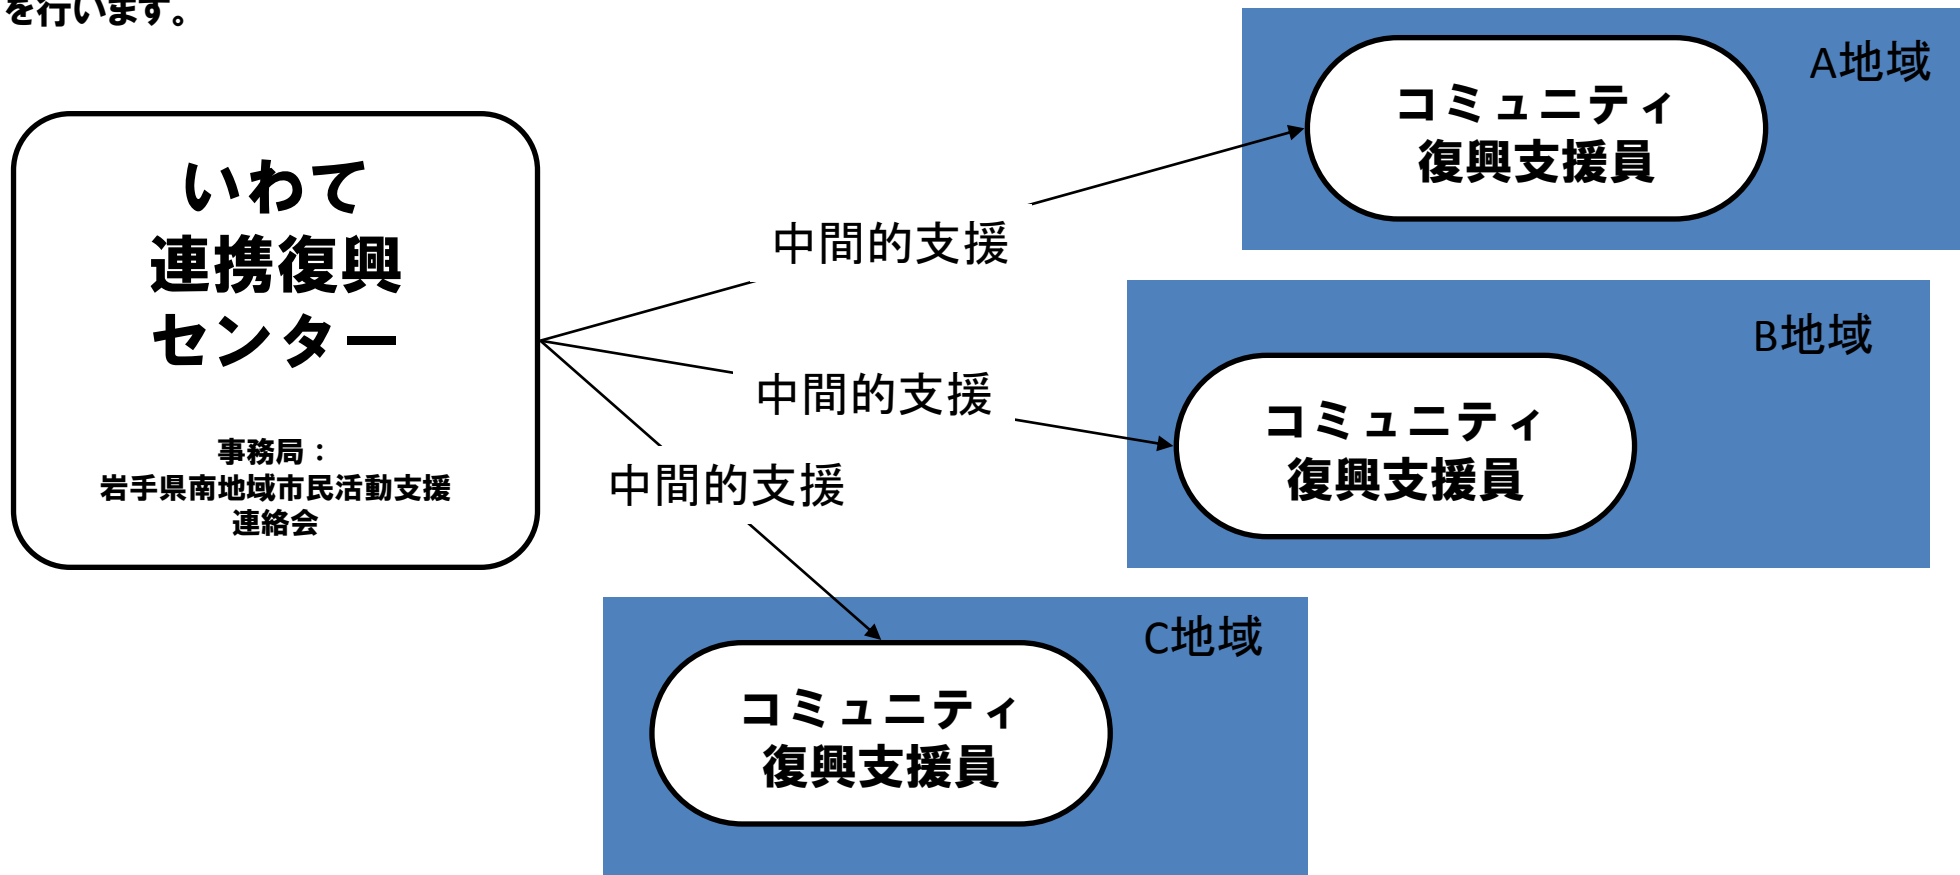 を行います。
いわて
連携復興
センター
事務局：
岩手県南地域市民活動支援
連絡会
中間的支援
中間的支援
中間的支援
A地域
コミュニティ
復興支援員
B地域
コミュニティ
復興支援員
C地域
コミュニティ
復興支援員